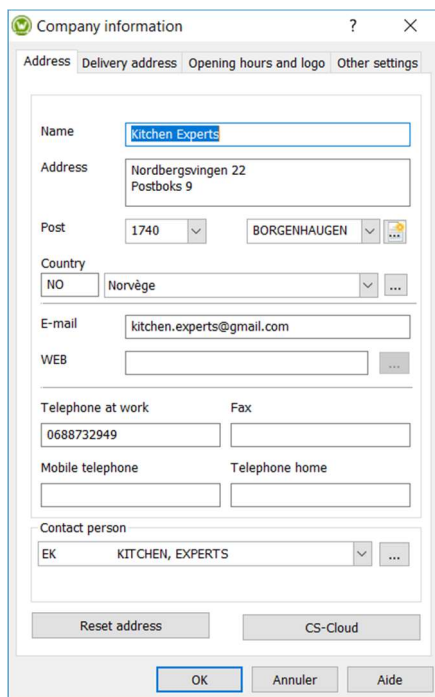 Company information ? X
Address Delivery address Opening hours and logo Other settings
Name Kitchen Experts
Address Nordbergsvingen 22
Postboks 9
Post 1740 BORGENHAUGEN ...
Country
NO Norvège ...
E-mail kitchen.experts@gmail.com
WEB ...
Telephone at work Fax
0688732949
Mobile telephone Telephone home
Contact person
EK KITCHEN, EXPERTS ...
Reset address CS-Cloud
OK Annuler Aide